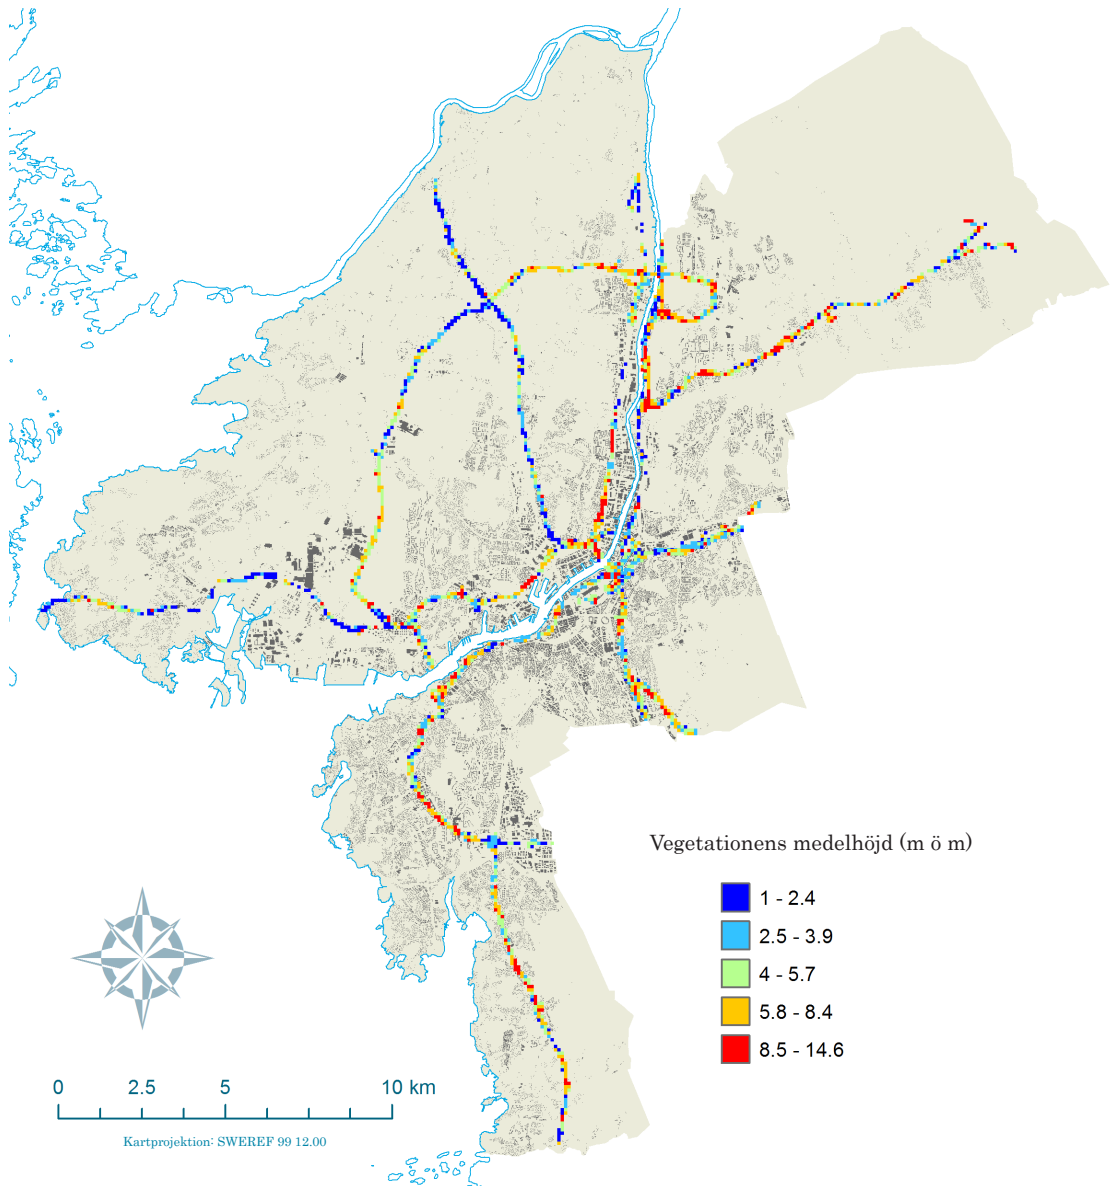 Vegetationens medelhöjd (m ö m)
1 - 2.4
2.5 - 3.9
4 - 5.7
5.8 - 8.4
8.5 - 14.6
0 2.5 5 10 km
Kartprojektion: SWEREF 99 12.00